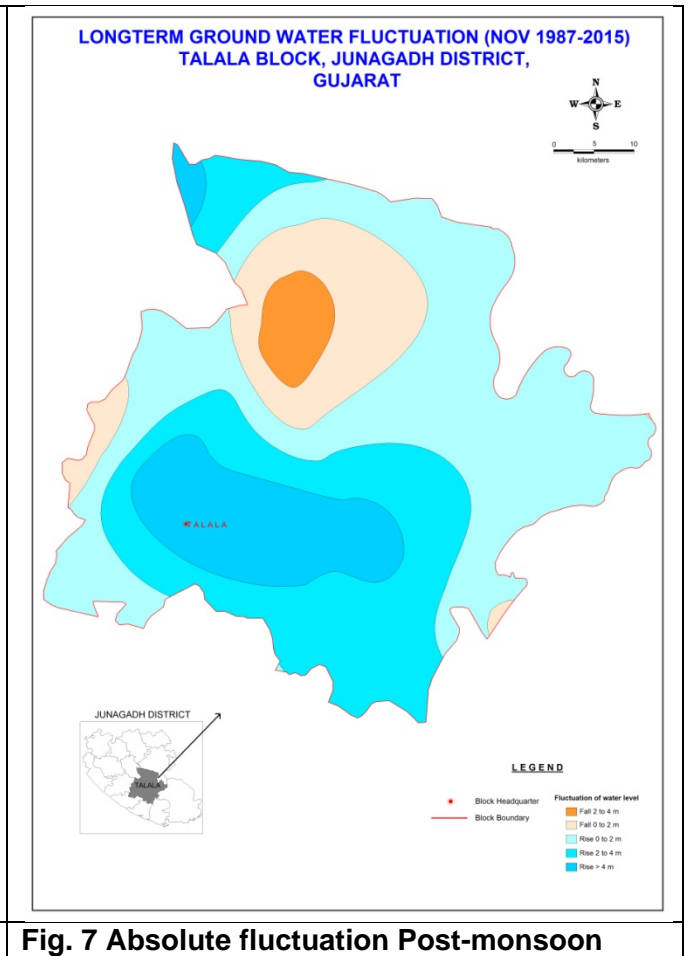 LONGTERM GROUND WATER FLUCTUATION (NOV 1987-2015)
TALALA BLOCK, JUNAGADH DISTRICT,
GUJARAT
N
W E
S
0 5 10
kilometers
TALALA
JUNAGADH DISTRICT
TALALA
LEGEND
Block Headquarter
Block Boundary
Fluctuation of water level
Fall 2 to 4 m
Fall 0 to 2 m
Rise 0 to 2 m
Rise 2 to 4 m
Rise > 4 m
Fig. 7 Absolute fluctuation Post-monsoon